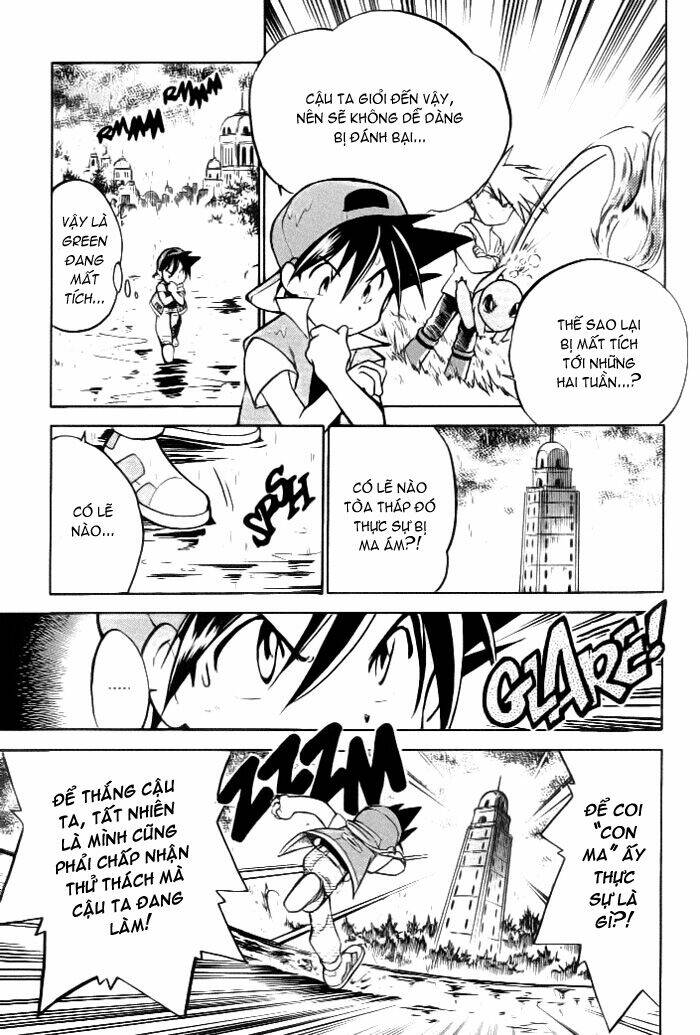 CẬU TA GIỎI ĐẾN VẬY,
NÊN SẼ KHÔNG DỄ DÀNG
BỊ ĐÁNH BẠI...
RMMMM
RMMMM
VẬY LÀ
GREEN
ĐANG
MẤT
TÍCH...
THẾ SAO LẠI
BỊ MẤT TÍCH
TỚI NHỮNG
HAI TUẦN...?
CÓ LẼ
NÀO...
SPSH
CÓ LẼ NÀO
TÒA THÁP ĐÓ
THỰC SỰ BỊ
MA ÁM?!
......
GLARE!
ĐỂ THẮNG CẬU
TA, TẤT NHIÊN
LÀ MÌNH CŨNG
PHẢI CHẤP NHẬN
THỬ THÁCH MÀ
CẬU TA ĐANG
LÀM!
ZZZM
ĐỂ COI
"CON
MA" ẤY
THỰC
SỰ LÀ
GÌ?!